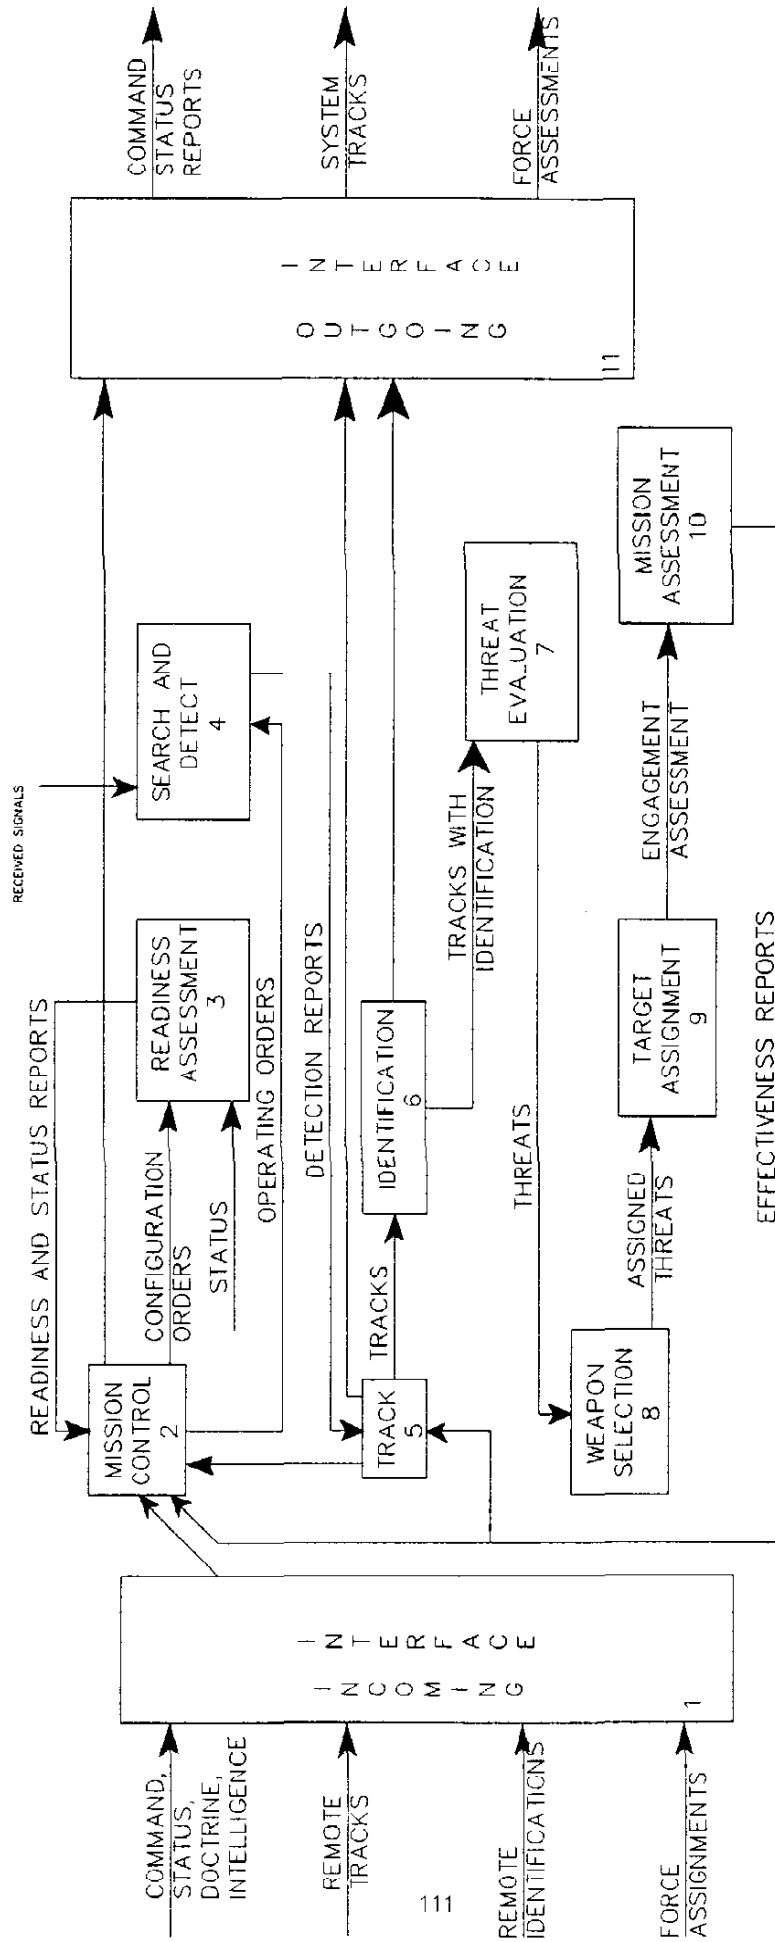 COMMAND,
STATUS,
DOCTRINE,
INTELLIGENCE
REMOTE
TRACKS
REMOTE
IDENTIFICATIONS
FORCE
ASSIGNMENTS
INCOMING
INTERFACE
1
READINESS AND STATUS REPORTS
MISSION
CONTROL
2
CONFIGURATION
ORDERS
STATUS
OPERATING ORDERS
READINESS
ASSESSMENT
3
RECEIVED SIGNALS
SEARCH AND
DETECT
4
DETECTION REPORTS
TRACK
5
TRACKS
IDENTIFICATION
6
TRACKS WITH
IDENTIFICATION
THREAT
EVALUATION
7
THREATS
WEAPON
SELECTION
8
ASSIGNED
THREATS
TARGET
ASSIGNMENT
9
ENGAGEMENT
ASSESSMENT
MISSION
ASSESSMENT
10
EFFECTIVENESS REPORTS
OUTGOING
INTERFACE
11
COMMAND
STATUS
REPORTS
SYSTEM
TRACKS
FORCE
ASSESSMENTS
111